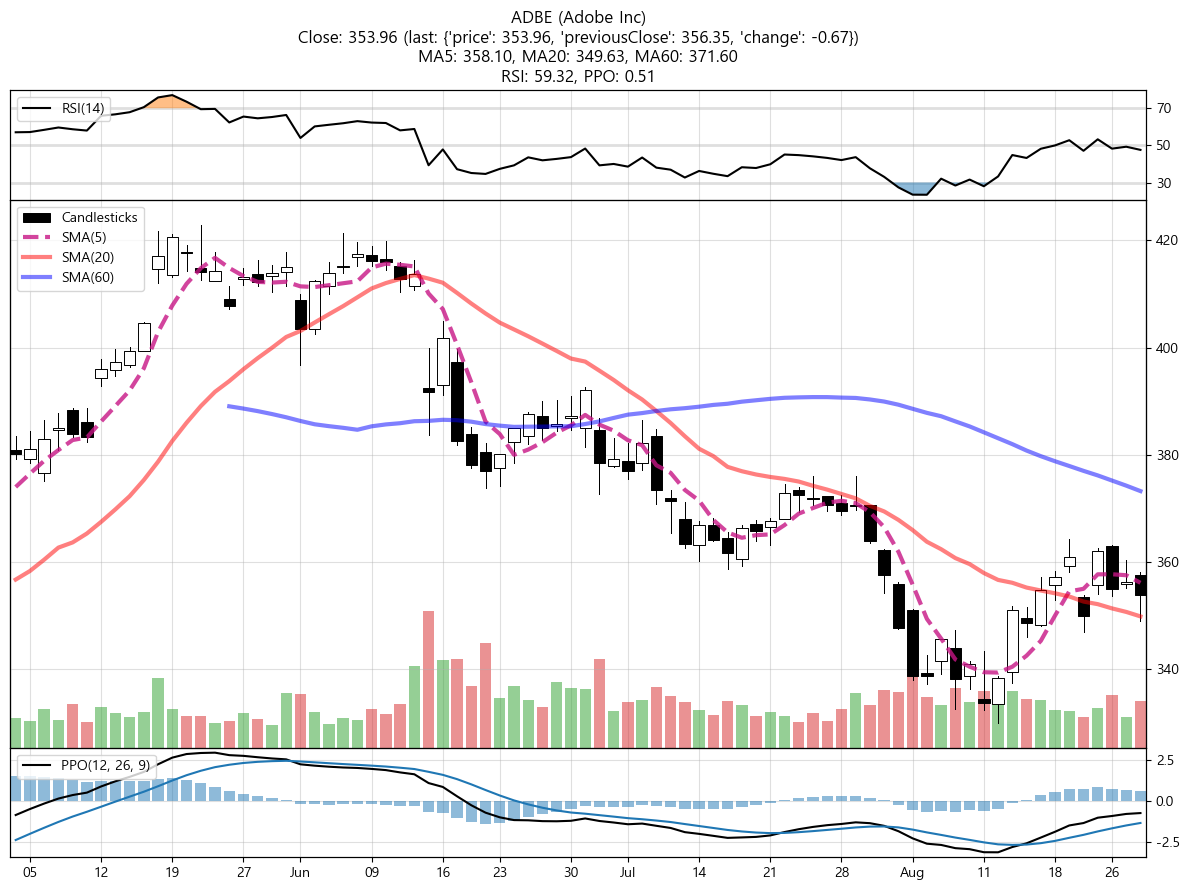 ADBE (Adobe Inc)
Close: 353.96 (last: {'price': 353.96, 'previousClose': 356.35, 'change': -0.67})
MA5: 358.10, MA20: 349.63, MA60: 371.60
RSI: 59.32, PPO: 0.51
RSI(14)
70
50
30
Candlesticks
SMA(5)
SMA(20)
SMA(60)
420
400
380
360
340
PPO(12, 26, 9)
2.5
0.0
-2.5
05 12 19 27 Jun 09 16 23 30 Jul 14 21 28 Aug 11 18 26